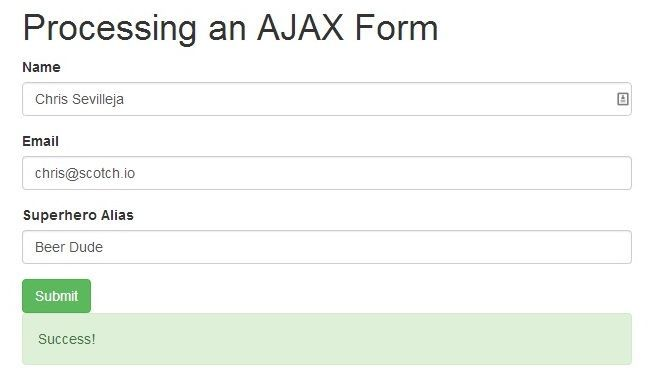 Processing an AJAX Form
Name
Chris Sevilleja
Email
chris@scotch.io
Superhero Alias
Beer Dude
Submit
Success!